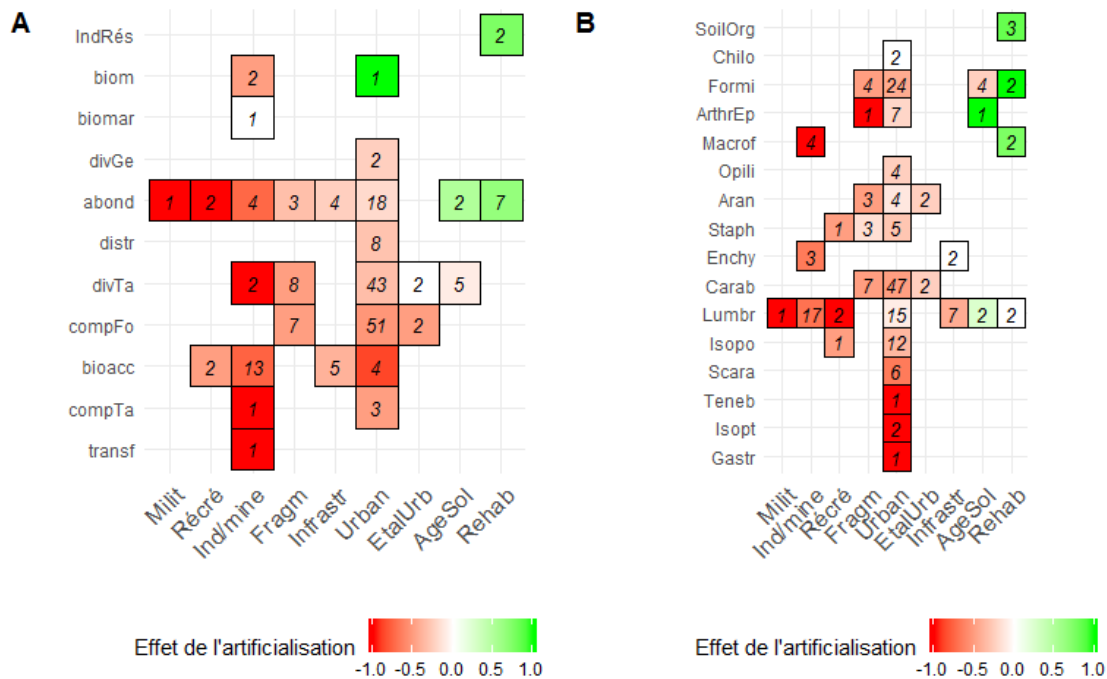 A
IndRés 2
biom 2 1
biomar 1
divGe 2
abond 1 2 4 3 4 18 2 7
distr 8
divTa 2 8 43 2 5
compFo 7 51 2
bioacc 2 13 5 4
compTa 1 3
transf 1
Milit Récré Ind/mine Fragm Infrastr Urban EtalUrb AgeSol Rehab
Effet de l'artificialisation
-1.0 -0.5 0.0 0.5 1.0
B
SoilOrg 3
Chilo 2
Formi 4 24 4 2
ArthrEp 1 7 1
Macrof 4 2
Opili 4
Aran 3 4 2
Staph 1 3 5
Enchy 3 2
Carab 7 47 2
Lumbr 1 17 2 15 7 2 2
Isopo 1 12
Scara 6
Teneb 1
Isopt 2
Gastr 1
Milit Ind/mine Récré Fragm Urban EtalUrb Infrastr AgeSol Rehab
Effet de l'artificialisation
-1.0 -0.5 0.0 0.5 1.0